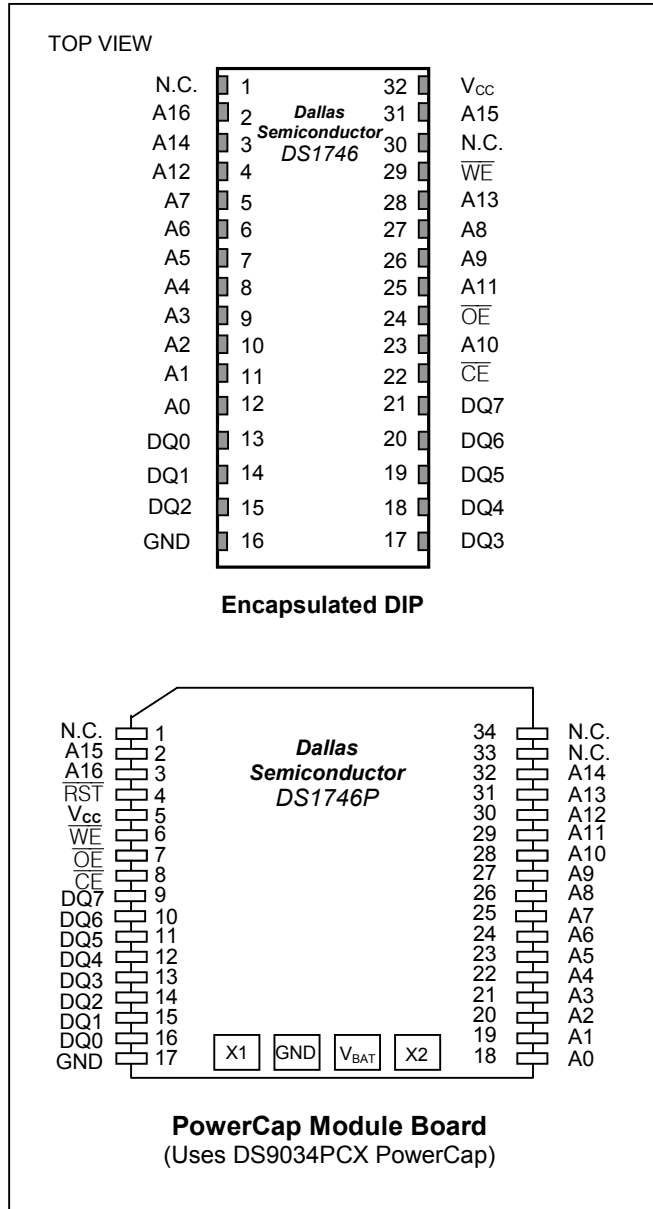 TOP VIEW
N.C. 1 Dallas 32 VCC
A16 2 Semiconductor 31 A15
A14 3 DS1746 30 N.C.
A12 4 29 W̅E̅
A7 5 28 A13
A6 6 27 A8
A5 7 26 A9
A4 8 25 A11
A3 9 24 O̅E̅
A2 10 23 A10
A1 11 22 C̅E̅
A0 12 21 DQ7
DQ0 13 20 DQ6
DQ1 14 19 DQ5
DQ2 15 18 DQ4
GND 16 17 DQ3
Encapsulated DIP
N.C. 1 Dallas 34 N.C.
A15 2 Semiconductor 33 N.C.
A16 3 DS1746P 32 A14
R̅S̅T̅ 4 31 A13
Vcc 5 30 A12
W̅E̅ 6 29 A11
O̅E̅ 7 28 A10
C̅E̅ 8 27 A9
DQ7 9 26 A8
DQ6 10 25 A7
DQ5 11 24 A6
DQ4 12 23 A5
DQ3 13 22 A4
DQ2 14 21 A3
DQ1 15 20 A2
DQ0 16 19 A1
GND 17 X1 GND VBAT X2 18 A0
PowerCap Module Board
(Uses DS9034PCX PowerCap)